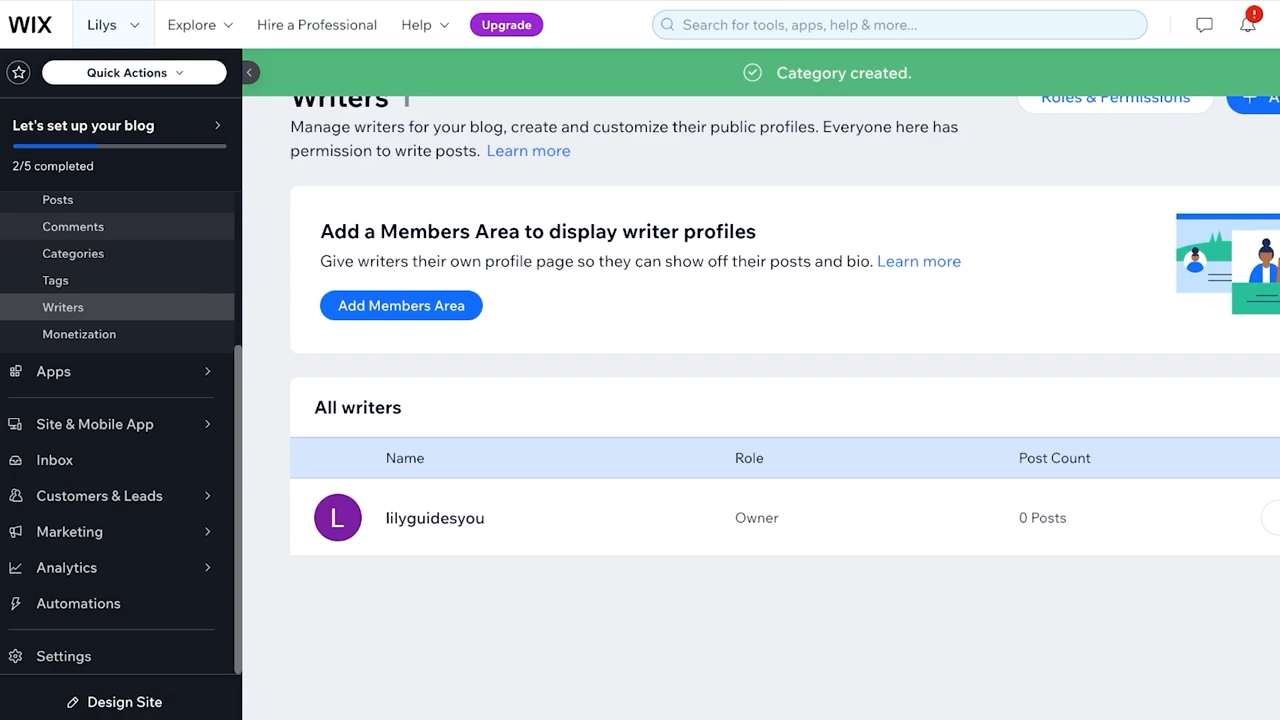 WIX
Lilys
Explore
Hire a Professional
Help
Upgrade
Search for tools, apps, help & more...
!
Quick Actions
Category created.
Let's set up your blog
2/5 completed
Posts
Comments
Categories
Tags
Writers
Monetization
Apps
Site & Mobile App
Inbox
Customers & Leads
Marketing
Analytics
Automations
Settings
Design Site
Writers 1
Roles & Permissions
Manage writers for your blog, create and customize their public profiles. Everyone here has
permission to write posts. Learn more
Add a Members Area to display writer profiles
Give writers their own profile page so they can show off their posts and bio. Learn more
Add Members Area
All writers
Name Role Post Count
L lilyguidesyou Owner 0 Posts